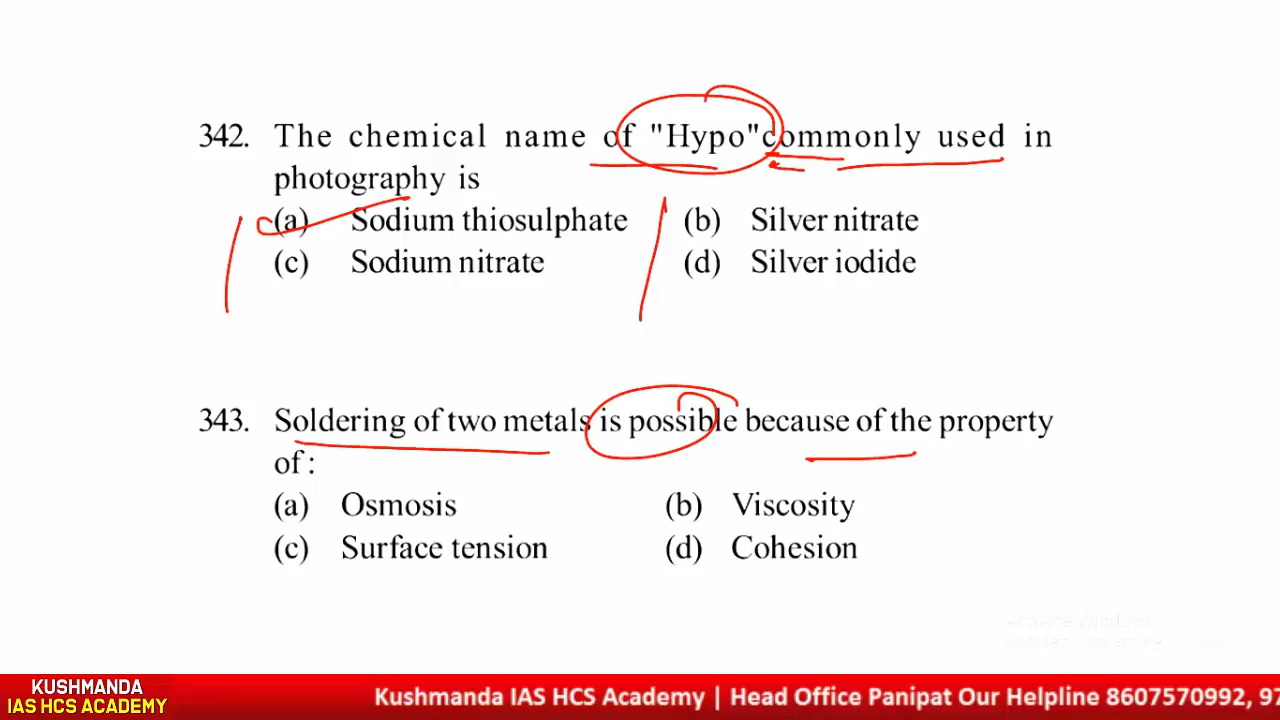 342. The chemical name of "Hypo" commonly used in
photography is
(a) Sodium thiosulphate (b) Silver nitrate
(c) Sodium nitrate (d) Silver iodide
343. Soldering of two metals is possible because of the property
of :
(a) Osmosis (b) Viscosity
(c) Surface tension (d) Cohesion
Activate Windows
KUSHMANDA
IAS HCS ACADEMY
Kushmanda IAS HCS Academy | Head Office Panipat Our Helpline 8607570992, 97